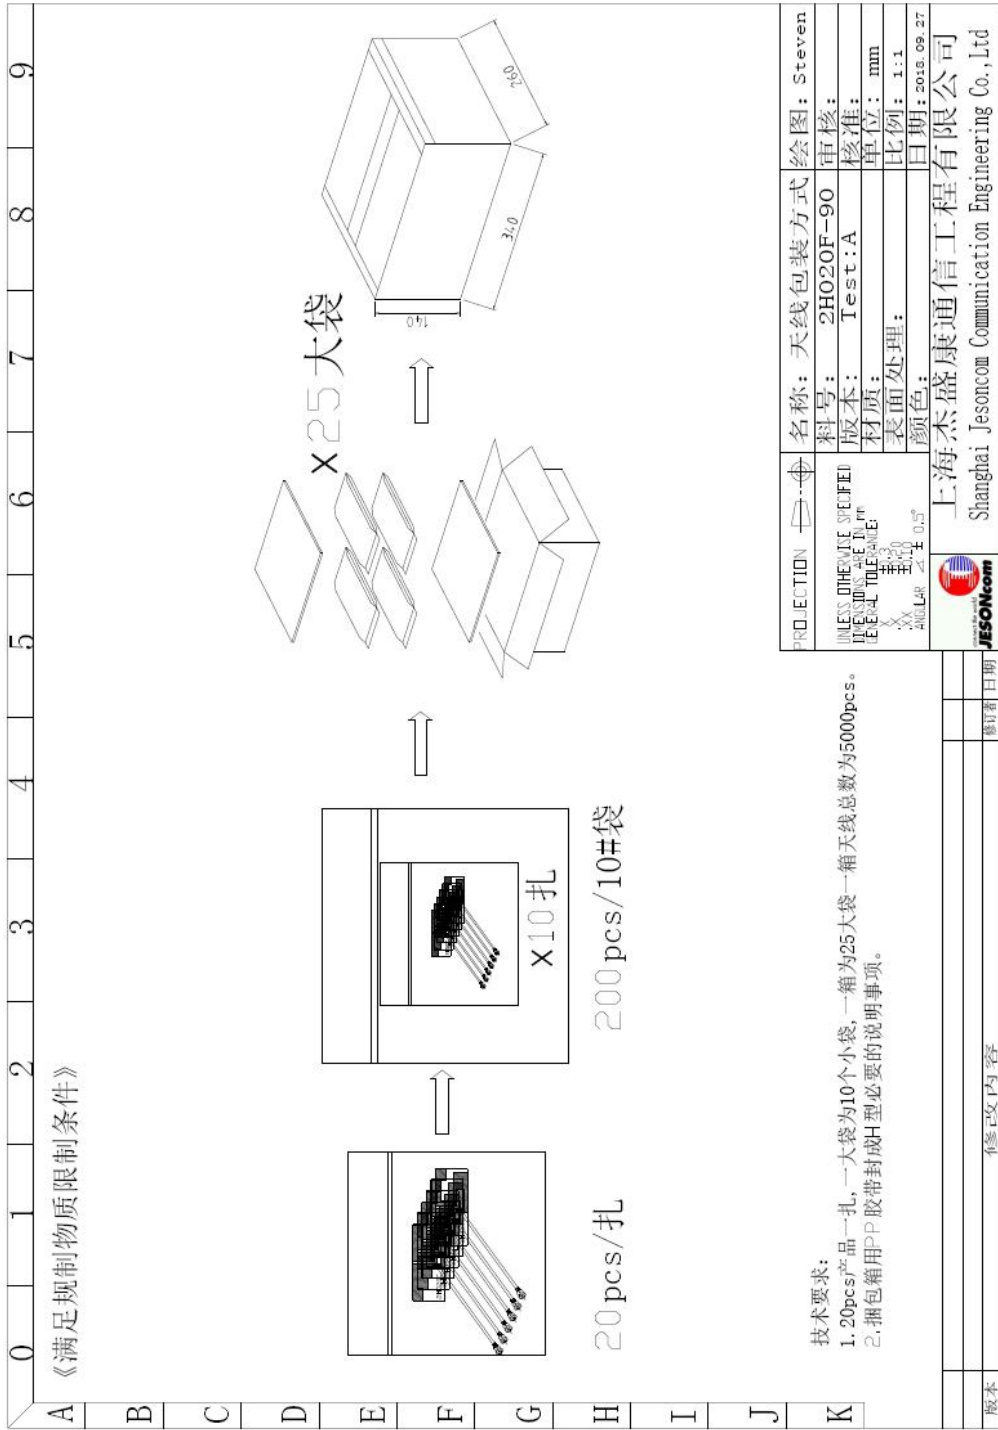 0 1 2 3 4 5 6 7 8 9
A
B
C
D
E
F
G
H
I
J
K
《满足规制物质限制条件》
20pcs/扎
X10扎
200pcs/10#袋
X25大袋
140
340
260
技术要求：
1.20pcs产品一扎，一大袋为10个小袋，一箱为25大袋一箱天线总数为5000pcs。
2.捆包箱用PP胶带封成H型必要的说明事项。
PROJECTION
UNLESS OTHERWISE SPECIFIED
DIMENSIONS ARE IN mm
GENERAL TOLERANCE:
X ±.3
.X ±.20
.XX ±.10
ANGULAR ∠ ± 0.5°
名称：天线包装方式
料号：2H020F-90
版本：Test:A
材质：
表面处理：
颜色：
绘图：Steven
审核：
核准：
单位：mm
比例：1:1
日期：2018.09.27
connect the world
JESONcom
上海杰盛康通信工程有限公司
Shanghai Jesoncom Communication Engineering Co.,Ltd
版本 修改内容 修订者 日期